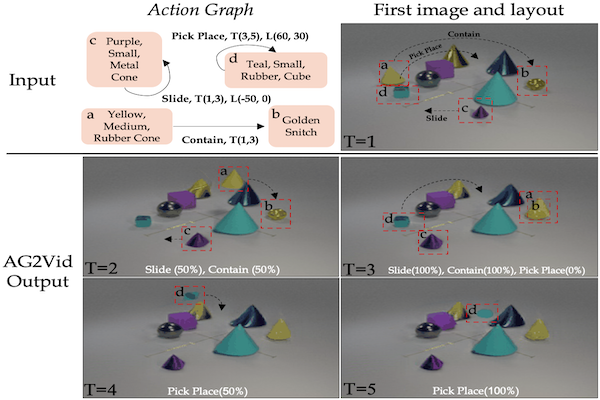 Action Graph
First image and layout
Input
c
Purple,
Small,
Metal
Cone
Pick Place, T(3,5), L(60, 30)
d
Teal, Small,
Rubber, Cube
Slide, T(1,3), L(-50, 0)
a
Yellow,
Medium,
Rubber Cone
Contain, T(1,3)
b
Golden
Snitch
Contain
Pick Place
a
b
d
c
Slide
T=1
AG2Vid
Output
a
b
c
T=2
Slide (50%), Contain (50%)
a
b
d
c
T=3
Slide(100%), Contain(100%), Pick Place(0%)
d
T=4
Pick Place(50%)
d
T=5
Pick Place(100%)